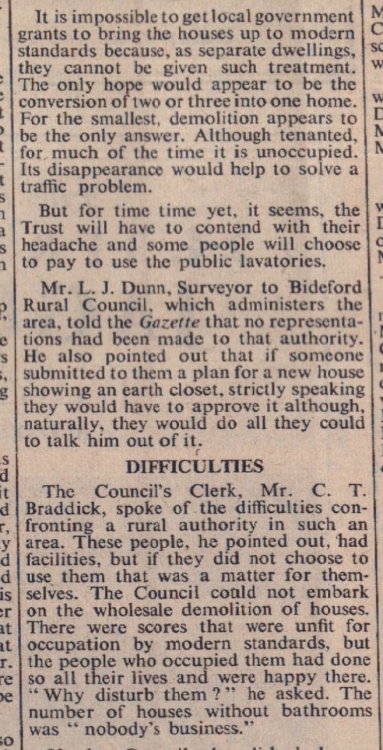 It is impossible to get local government
grants to bring the houses up to modern
standards because, as separate dwellings,
they cannot be given such treatment.
The only hope would appear to be the
conversion of two or three into one home.
For the smallest, demolition appears to
be the only answer. Although tenanted,
for much of the time it is unoccupied.
Its disappearance would help to solve a
traffic problem.
But for time time yet, it seems, the
Trust will have to contend with their
headache and some people will choose
to pay to use the public lavatories.
Mr. L. J. Dunn, Surveyor to Bideford
Rural Council, which administers the
area, told the Gazette that no representa-
tions had been made to that authority.
He also pointed out that if someone
submitted to them a plan for a new house
showing an earth closet, strictly speaking
they would have to approve it although,
naturally, they would do all they could
to talk him out of it.
DIFFICULTIES
The Council's Clerk, Mr. C. T.
Braddick, spoke of the difficulties con-
fronting a rural authority in such an
area. These people, he pointed out, had
facilities, but if they did not choose to
use them that was a matter for them-
selves. The Council could not embark
on the wholesale demolition of houses.
There were scores that were unfit for
occupation by modern standards, but
the people who occupied them had done
so all their lives and were happy there.
" Why disturb them ? " he asked. The
number of houses without bathrooms
was " nobody's business."